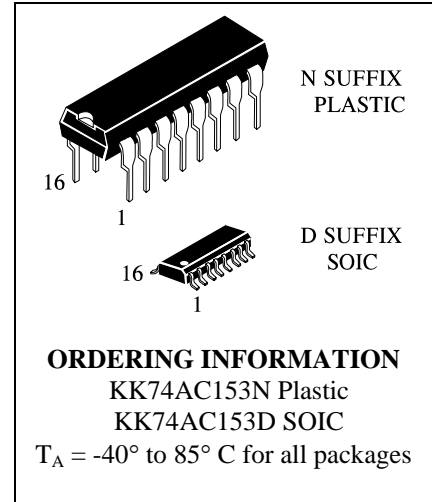 N SUFFIX
PLASTIC
16
1
D SUFFIX
SOIC
16
1
ORDERING INFORMATION
KK74AC153N Plastic
KK74AC153D SOIC
TA = -40° to 85° C for all packages